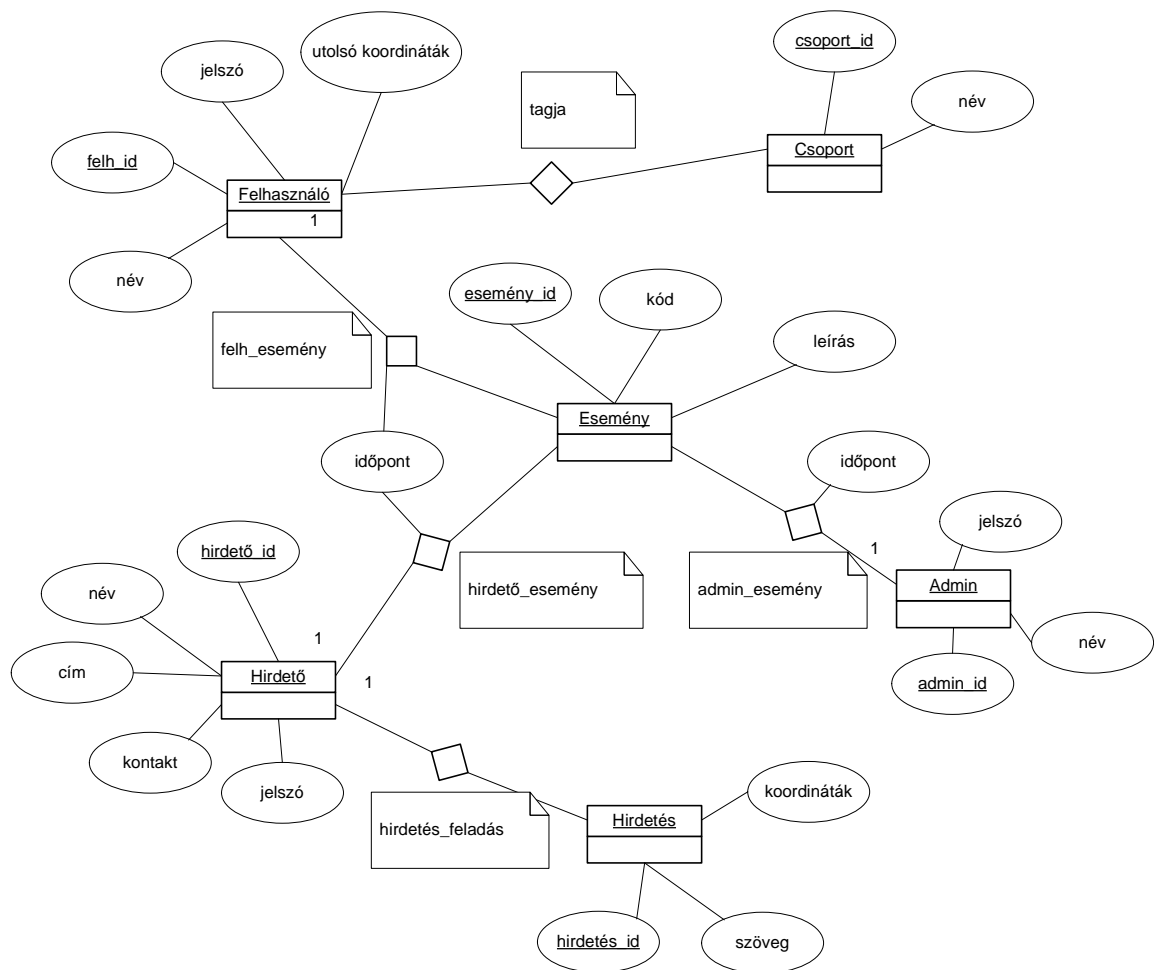 csoport_id
utolsó koordináták
jelszó
név
tagja
Csoport
felh_id
Felhasználó
1
név
esemény_id
kód
leírás
felh_esemény
Esemény
időpont
időpont
jelszó
hirdető_id
1
név
hirdető_esemény
admin_esemény
Admin
1
név
cím
Hirdető
1
admin_id
kontakt
jelszó
koordináták
hirdetés_feladás
Hirdetés
hirdetés_id
szöveg